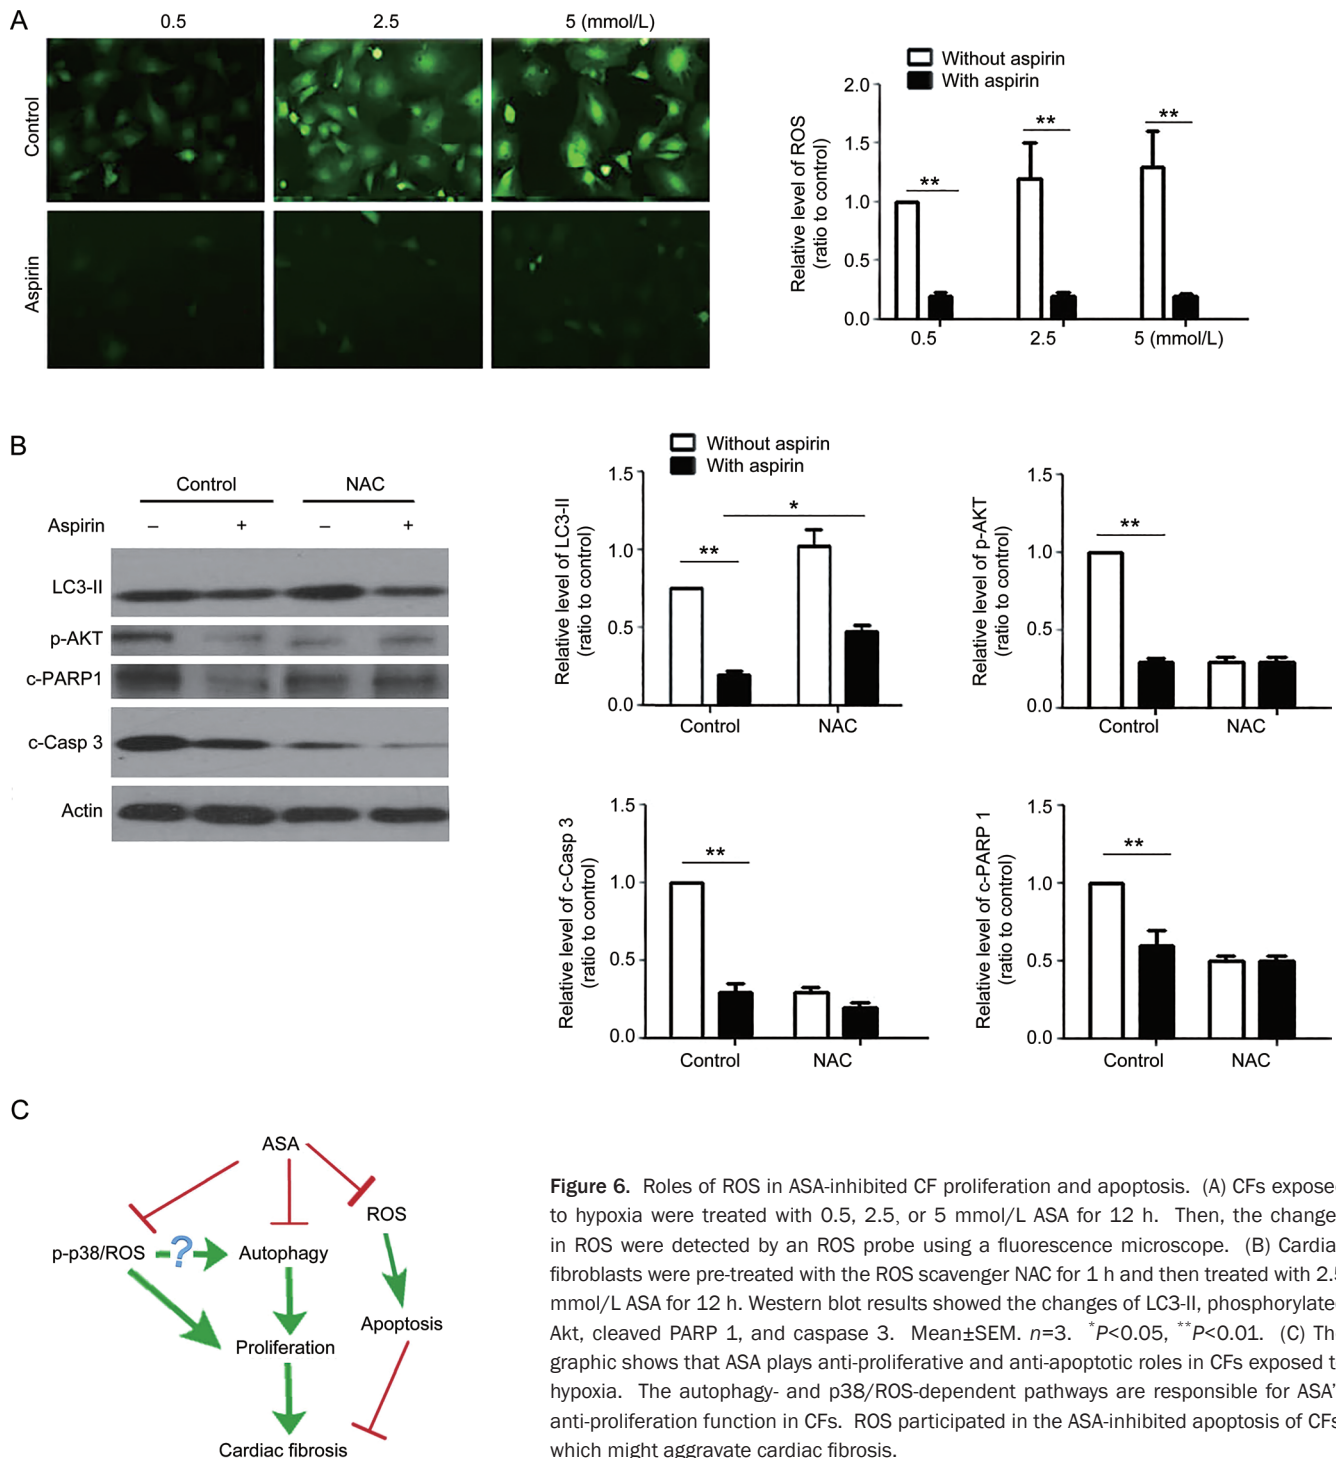 A
0.5
2.5
5 (mmol/L)
Control
Aspirin
Without aspirin
With aspirin
Relative level of ROS
(ratio to control)
2.0
1.5
1.0
0.5
0.0
**
**
**
0.5
2.5
5 (mmol/L)
B
Control
NAC
Aspirin
–
+
–
+
LC3-II
p-AKT
c-PARP1
c-Casp 3
Actin
Without aspirin
With aspirin
Relative level of LC3-II
(ratio to control)
1.5
1.0
0.5
0.0
**
*
Control
NAC
Relative level of p-AKT
(ratio to control)
1.5
1.0
0.5
0.0
**
Control
NAC
Relative level of c-Casp 3
(ratio to control)
1.5
1.0
0.5
0.0
**
Control
NAC
Relative level of c-PARP 1
(ratio to control)
1.5
1.0
0.5
0.0
**
Control
NAC
C
ASA
ROS
p-p38/ROS
?
Autophagy
Apoptosis
Proliferation
Cardiac fibrosis
Figure 6. Roles of ROS in ASA-inhibited CF proliferation and apoptosis. (A) CFs exposed
to hypoxia were treated with 0.5, 2.5, or 5 mmol/L ASA for 12 h. Then, the change
in ROS were detected by an ROS probe using a fluorescence microscope. (B) Cardia
fibroblasts were pre-treated with the ROS scavenger NAC for 1 h and then treated with 2.5
mmol/L ASA for 12 h. Western blot results showed the changes of LC3-II, phosphorylate
Akt, cleaved PARP 1, and caspase 3. Mean±SEM. n=3. *P<0.05, **P<0.01. (C) Th
graphic shows that ASA plays anti-proliferative and anti-apoptotic roles in CFs exposed t
hypoxia. The autophagy- and p38/ROS-dependent pathways are responsible for ASA'
anti-proliferation function in CFs. ROS participated in the ASA-inhibited apoptosis of CFs
which might aggravate cardiac fibrosis.